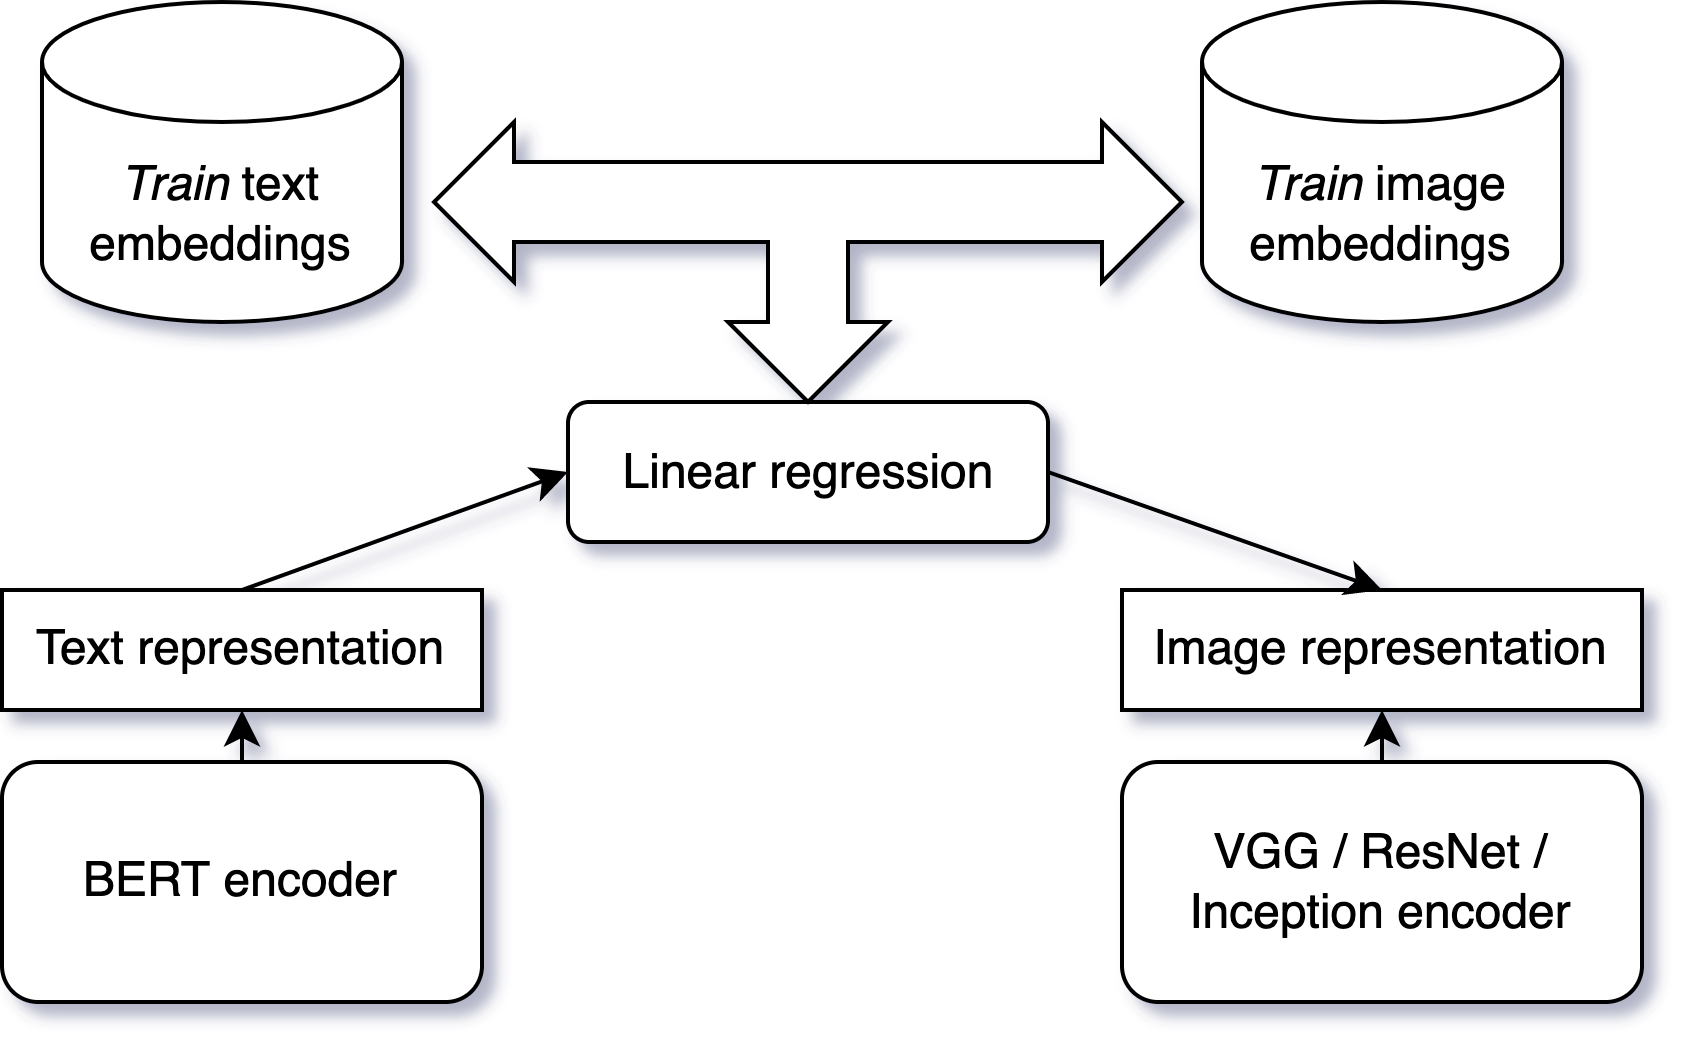 Train text
embeddings
Train image
embeddings
Linear regression
Text representation
Image representation
BERT encoder
VGG / ResNet /
Inception encoder